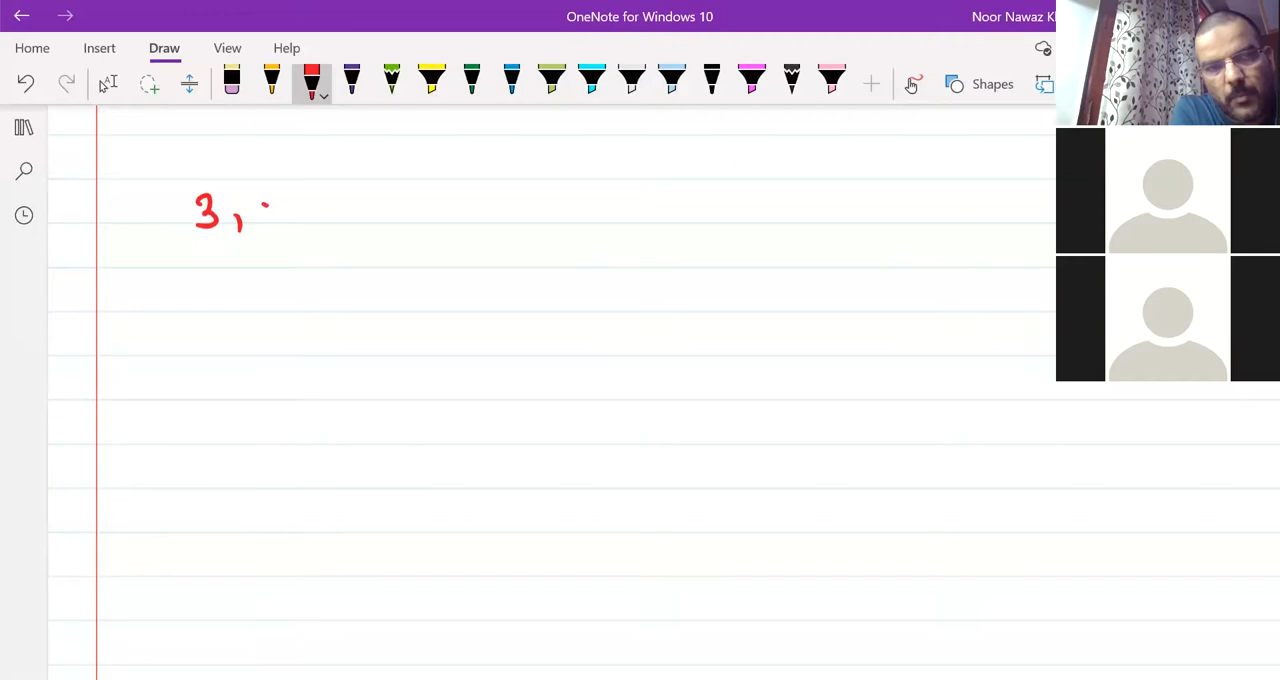 OneNote for Windows 10
Noor Nawaz
Home Insert Draw View Help
Shapes
3,